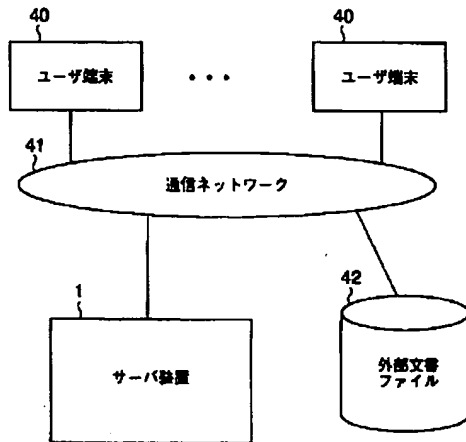 40
40
ユーザ端末
・・・
ユーザ端末
41
通信ネットワーク
1
42
サーバ装置
外部文書
ファイル